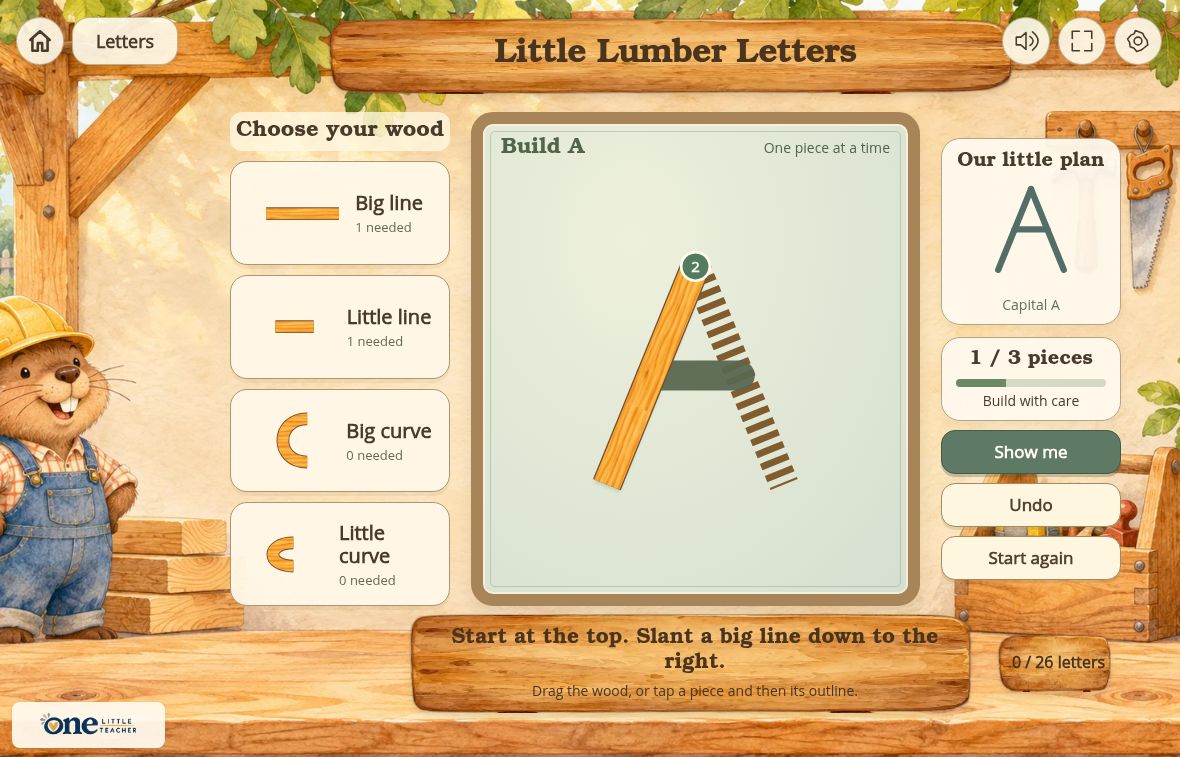 Letters
Little Lumber Letters
Choose your wood
Big line
1 needed
Little line
1 needed
Big curve
0 needed
Little
curve
0 needed
Build A
One piece at a time
2
Our little plan
Capital A
1 / 3 pieces
Build with care
Show me
Undo
Start again
Start at the top. Slant a big line down to the
right.
Drag the wood, or tap a piece and then its outline.
0 / 26 letters
one LITTLE
TEACHER